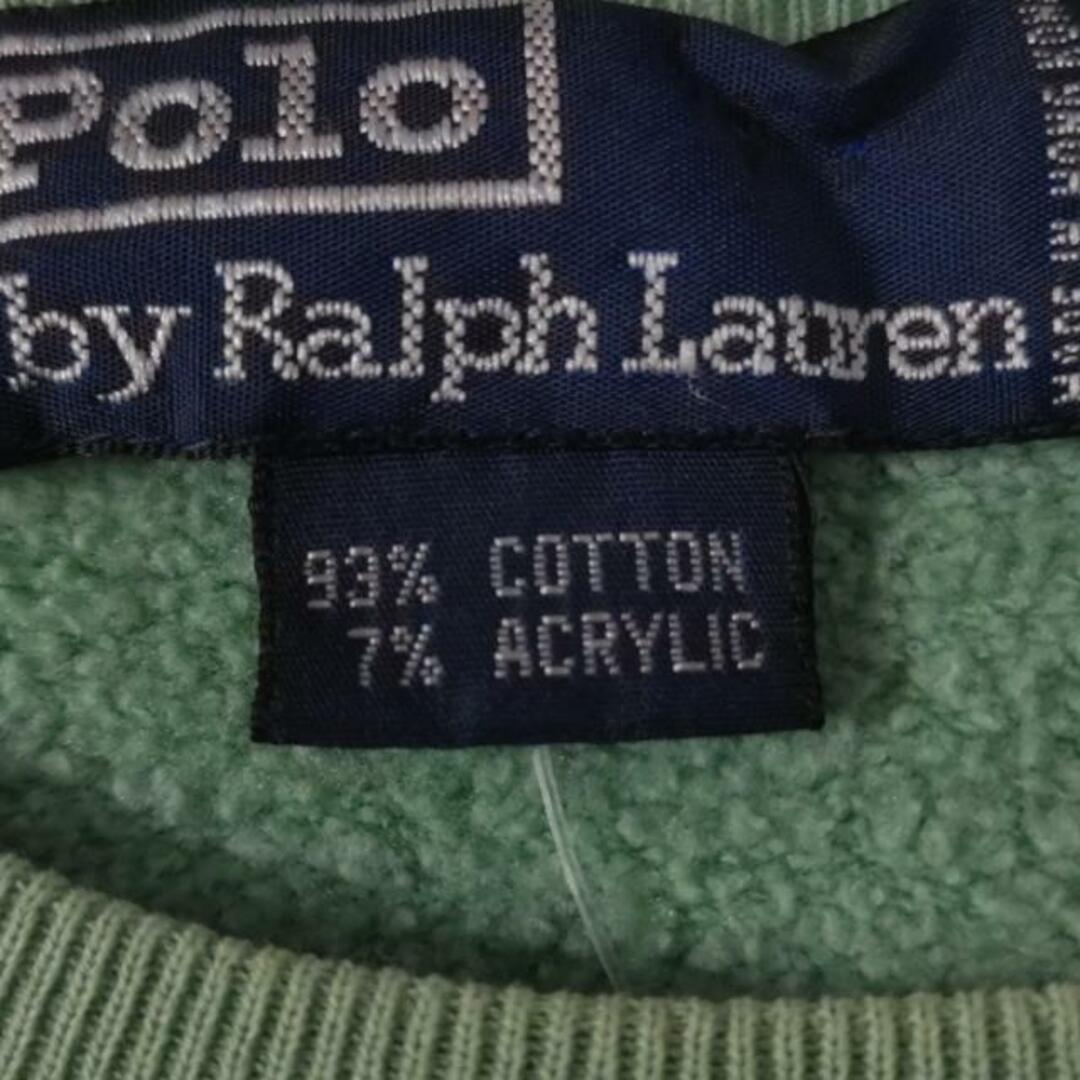 Polo
by Ralph Lauren
93% COTTON
7% ACRYLIC